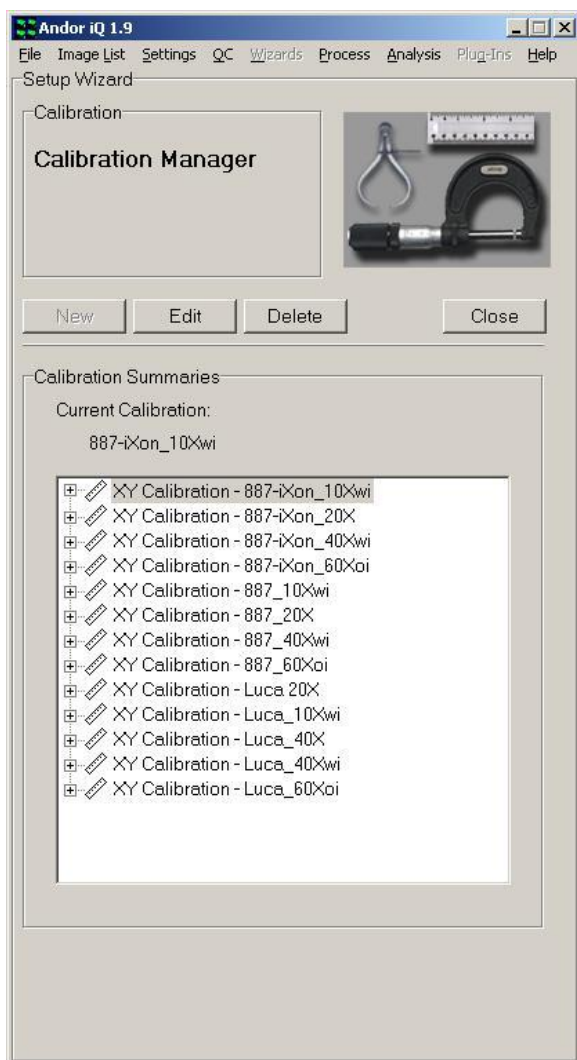 Andor iQ 1.9
File Image List Settings QC Wizards Process Analysis Plug-Ins Help
Setup Wizard
Calibration
Calibration Manager
New Edit Delete Close
Calibration Summaries
Current Calibration:
887-iXon_10Xwi
XY Calibration - 887-iXon_10Xwi
XY Calibration - 887-iXon_20X
XY Calibration - 887-iXon_40Xwi
XY Calibration - 887-iXon_60Xoi
XY Calibration - 887_10Xwi
XY Calibration - 887_20X
XY Calibration - 887_40Xwi
XY Calibration - 887_60Xoi
XY Calibration - Luca 20X
XY Calibration - Luca_10Xwi
XY Calibration - Luca_40X
XY Calibration - Luca_40Xwi
XY Calibration - Luca_60Xoi